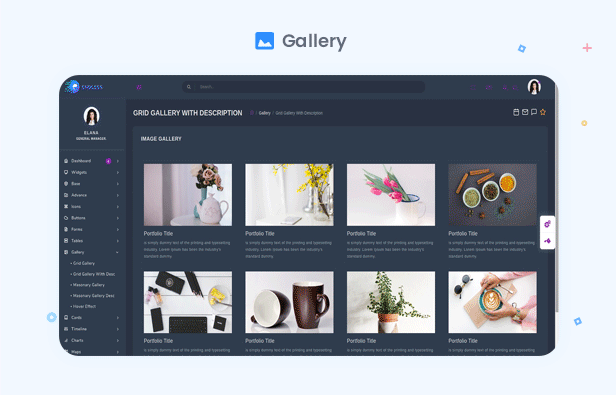 Gallery
ENDLESS
Search..
ELANA
GENERAL MANAGER
GRID GALLERY WITH DESCRIPTION
Gallery / Grid Gallery With Description
IMAGE GALLERY
Dashboard
Widgets
Base
Advance
Icons
Buttons
Forms
Tables
Gallery
Grid Gallery
Grid Gallery With Desc
Masonary Gallery
Masonary Gallery Desc
Hover Effect
Cards
Timeline
Charts
Maps
Portfolio Title
is simply dummy text of the printing and typesetting
industry. Lorem Ipsum has been the industry's
standard dummy.
Portfolio Title
is simply dummy text of the printing and typesetting
industry. Lorem Ipsum has been the industry's
standard dummy.
Portfolio Title
is simply dummy text of the printing and typesetting
industry. Lorem Ipsum has been the industry's
standard dummy.
Portfolio Title
is simply dummy text of the printing and typesetting
industry. Lorem Ipsum has been the industry's
standard dummy.
Portfolio Title
is simply dummy text of the printing and typesetting
Portfolio Title
is simply dummy text of the printing and typesetting
Portfolio Title
is simply dummy text of the printing and typesetting
Portfolio Title
is simply dummy text of the printing and typesetting